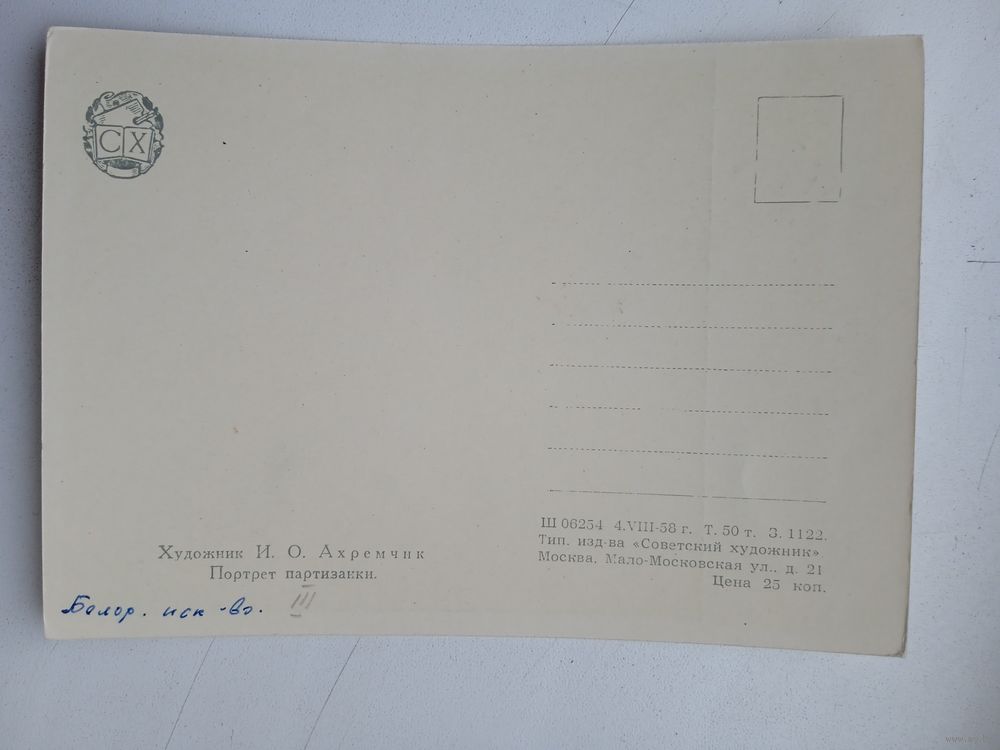 СХ
Художник И. О. Ахремчик
Портрет партизанки.
Белор. иск-во. III
Ш 06254 4.VIII-58 г. Т. 50 т. З. 1122.
Тип. изд-ва «Советский художник».
Москва, Мало-Московская ул., д. 21
Цена 25 коп.